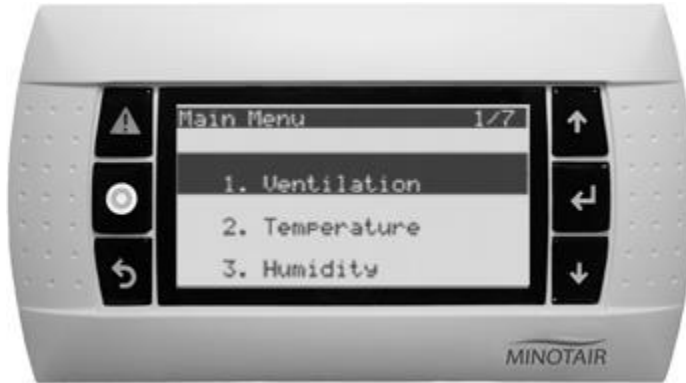 Main Menu 1/7
1. Ventilation
2. Temperature
3. Humidity
MINOTAIR